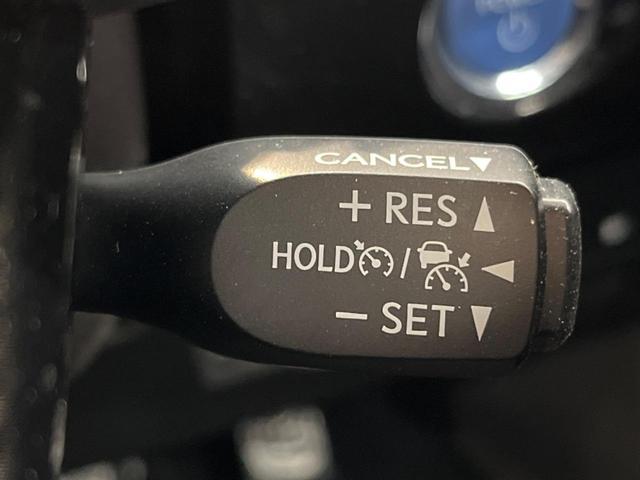 CANCEL▼
+ RES ▲
HOLD / ◀
− SET ▼